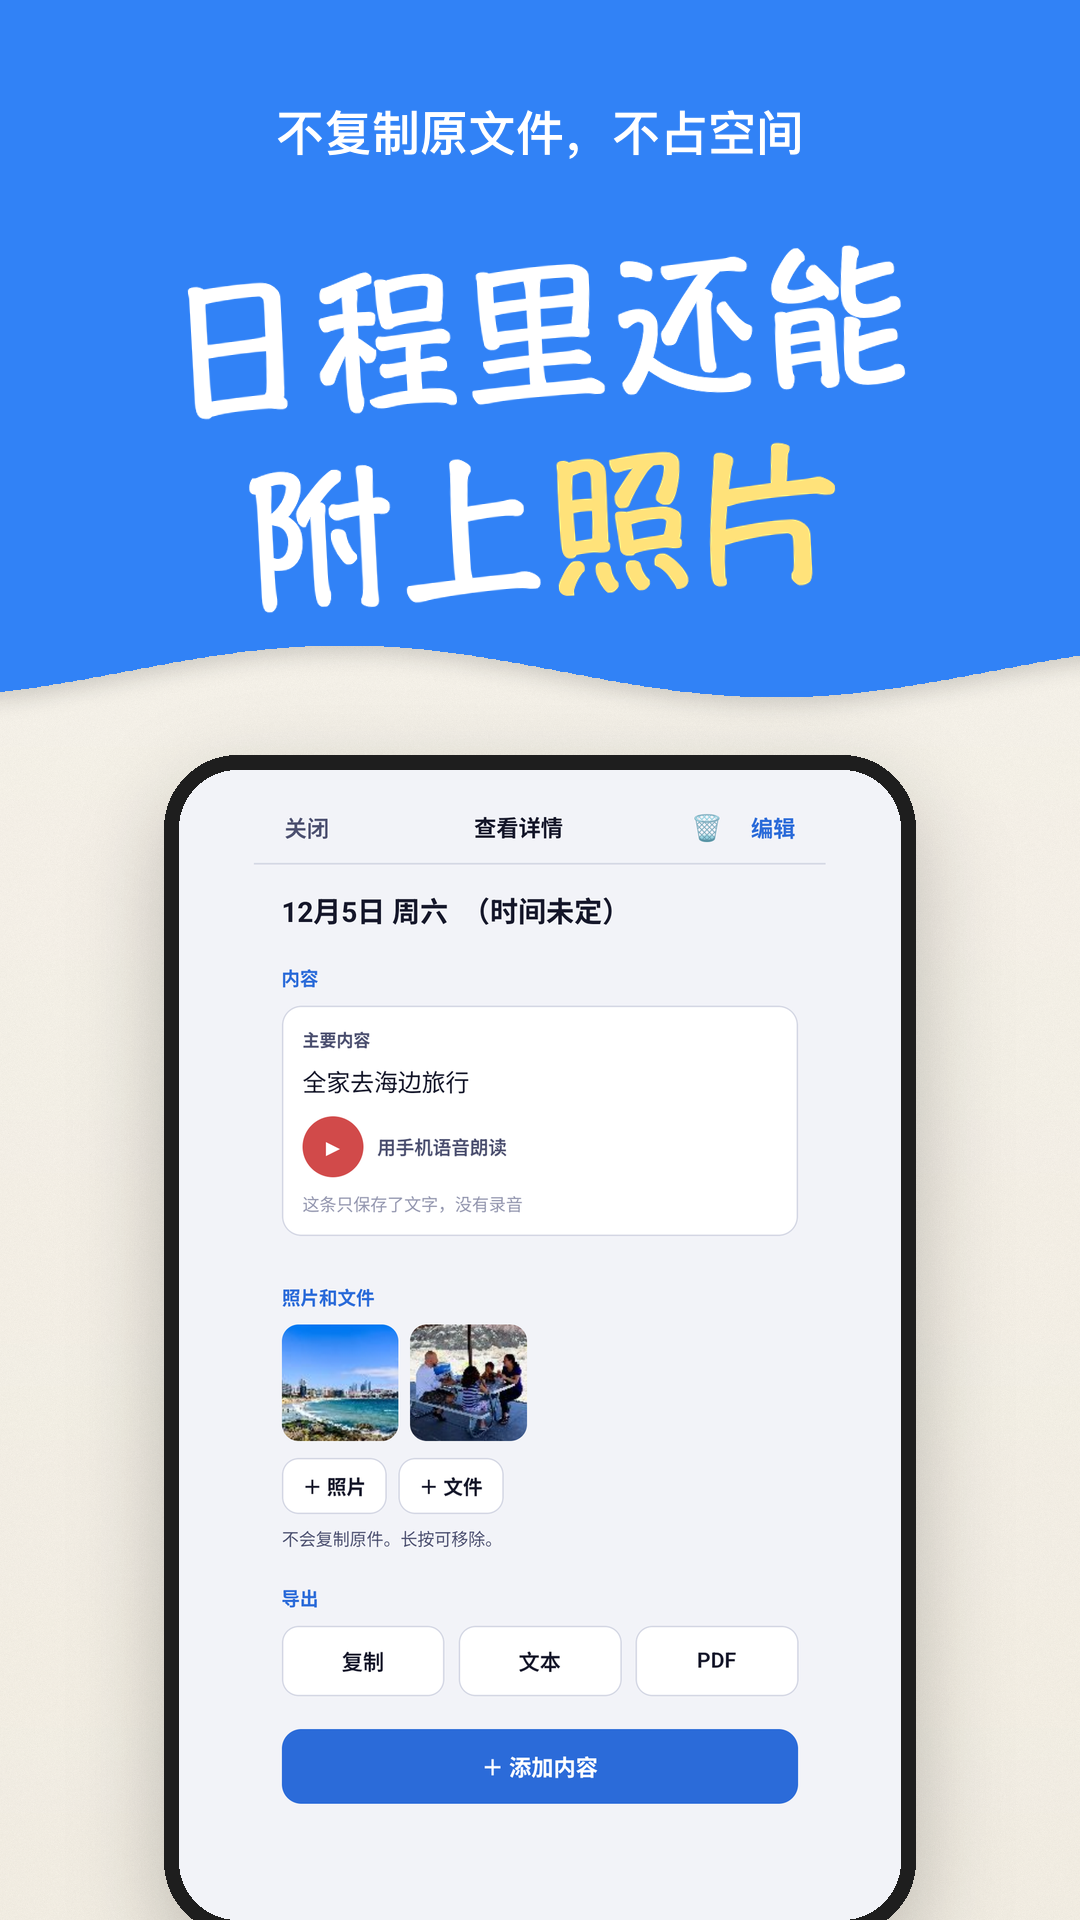 不复制原文件，不占空间
日程里还能
附上照片
关闭 查看详情 🗑️ 编辑
12月5日 周六 （时间未定）
内容
主要内容
全家去海边旅行
▶ 用手机语音朗读
这条只保存了文字，没有录音
照片和文件
＋ 照片 ＋ 文件
不会复制原件。长按可移除。
导出
复制 文本 PDF
＋ 添加内容